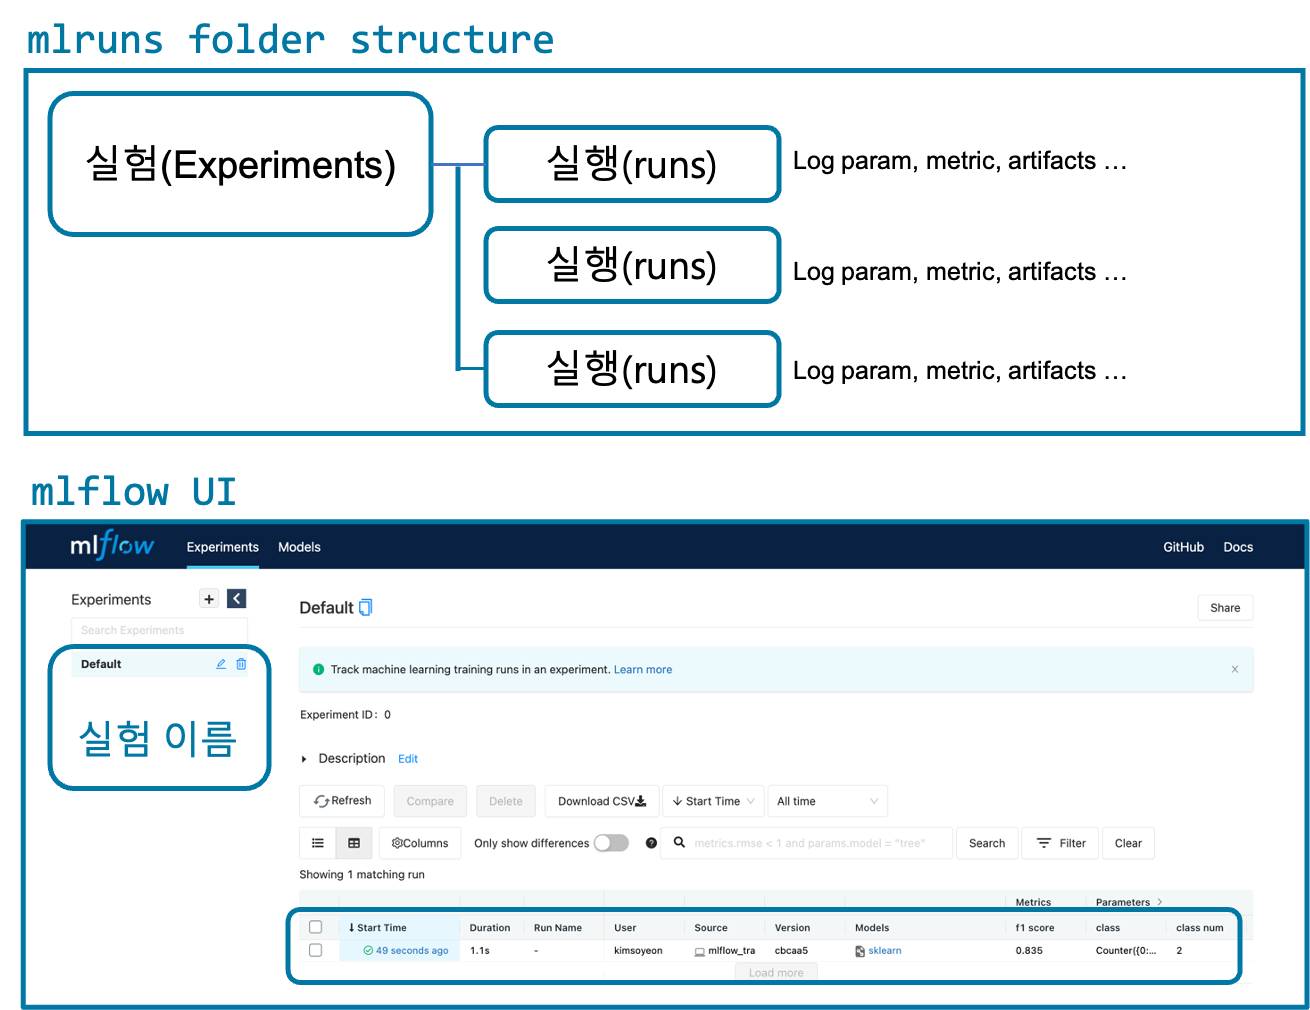 mlruns folder structure
실험(Experiments)
실행(runs)
Log param, metric, artifacts ...
실행(runs)
Log param, metric, artifacts ...
실행(runs)
Log param, metric, artifacts ...
mlflow UI
mlflow Experiments Models GitHub Docs
Experiments +
Default Share
Search Experiments
Default
Track machine learning training runs in an experiment. Learn more
실험 이름
Experiment ID: 0
Description Edit
Refresh Compare Delete Download CSV Start Time All time
Columns Only show differences metrics.rmse < 1 and params.model = "tree" Search Filter Clear
Showing 1 matching run
Metrics Parameters >
↓ Start Time Duration Run Name User Source Version Models f1 score class class num
49 seconds ago 1.1s - kimsoyeon mlflow_tra cbcaa5 sklearn 0.835 Counter({0:... 2
Load more